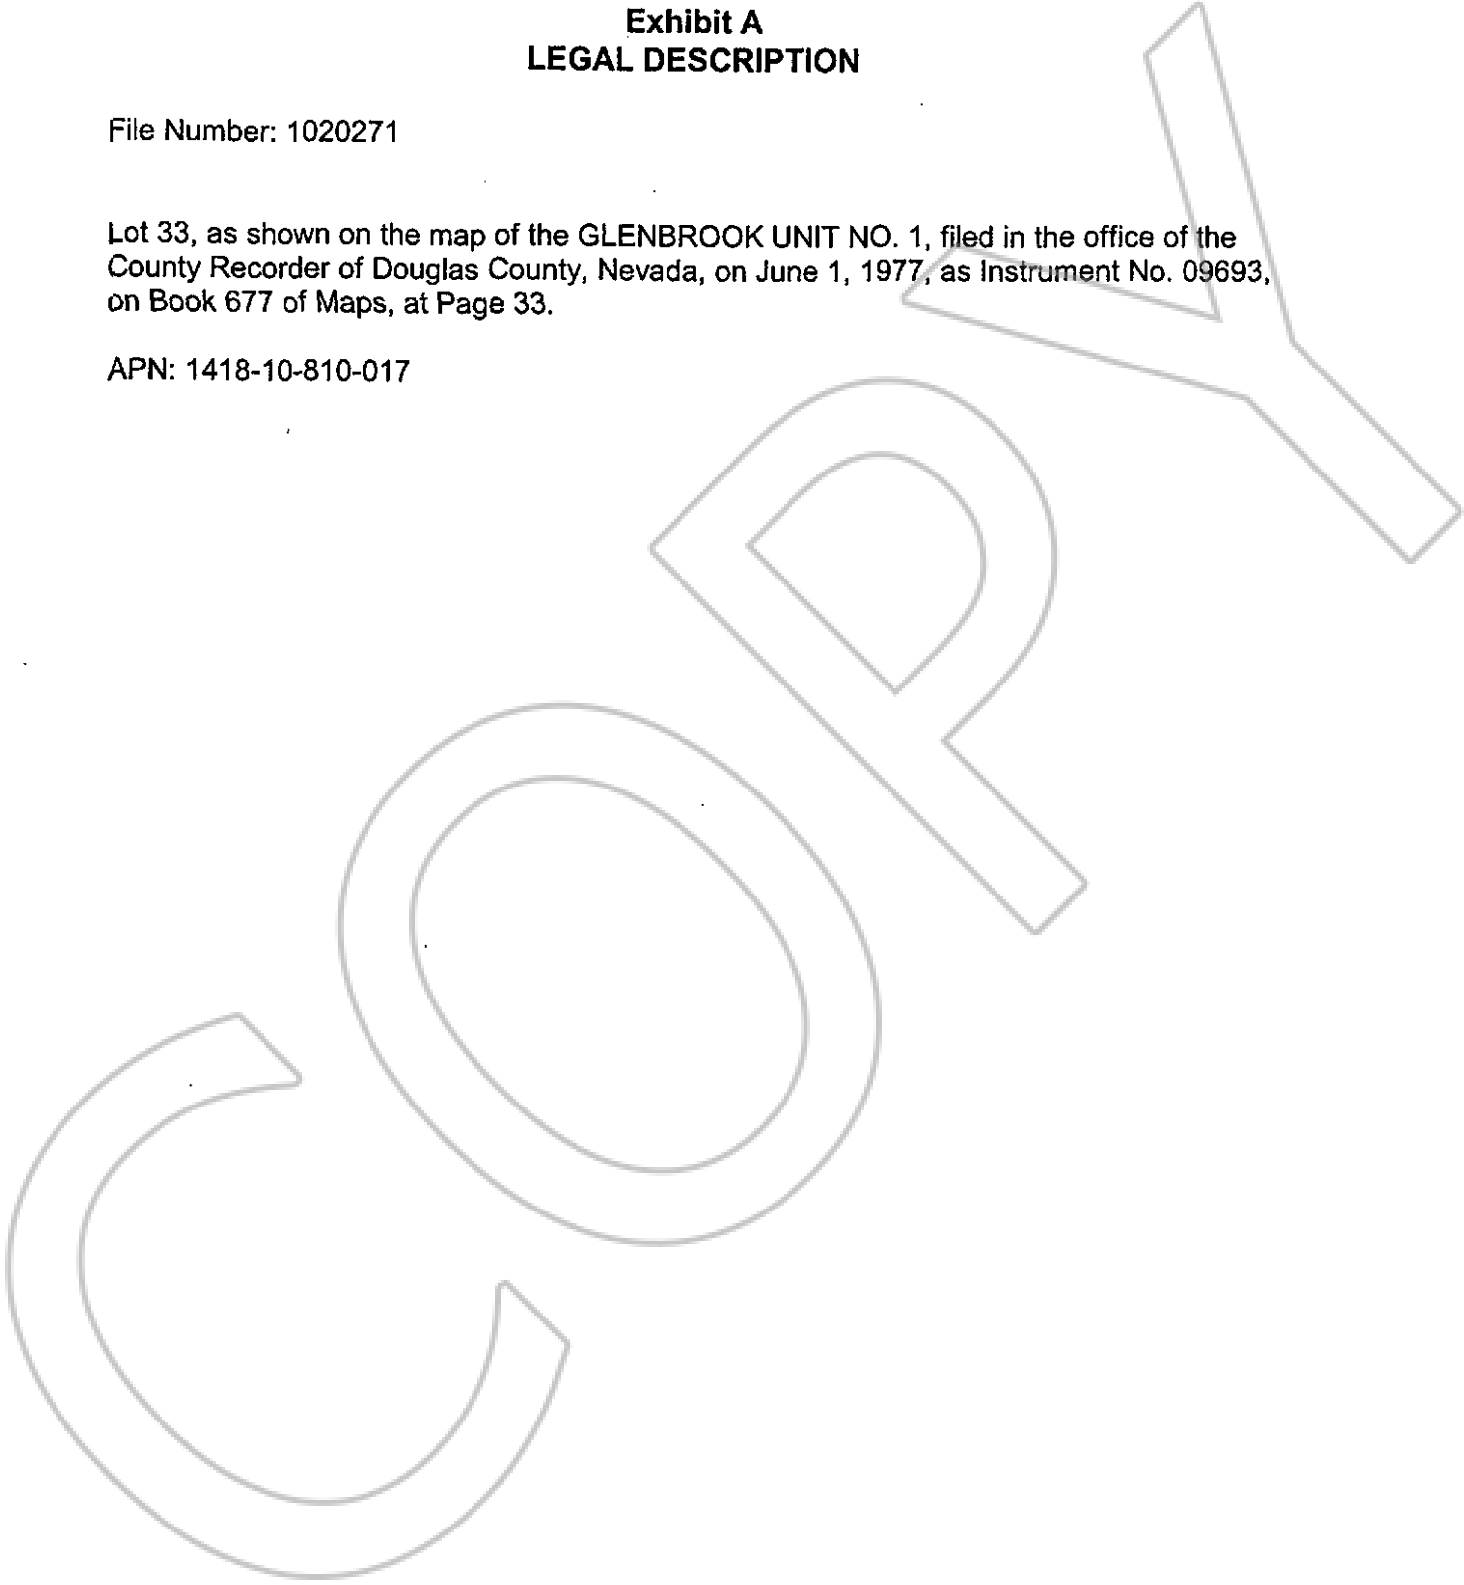 Exhibit A
LEGAL DESCRIPTION
File Number: 1020271
Lot 33, as shown on the map of the GLENBROOK UNIT NO. 1, filed in the office of the
County Recorder of Douglas County, Nevada, on June 1, 1977, as Instrument No. 09693,
on Book 677 of Maps, at Page 33.
APN: 1418-10-810-017
COPY